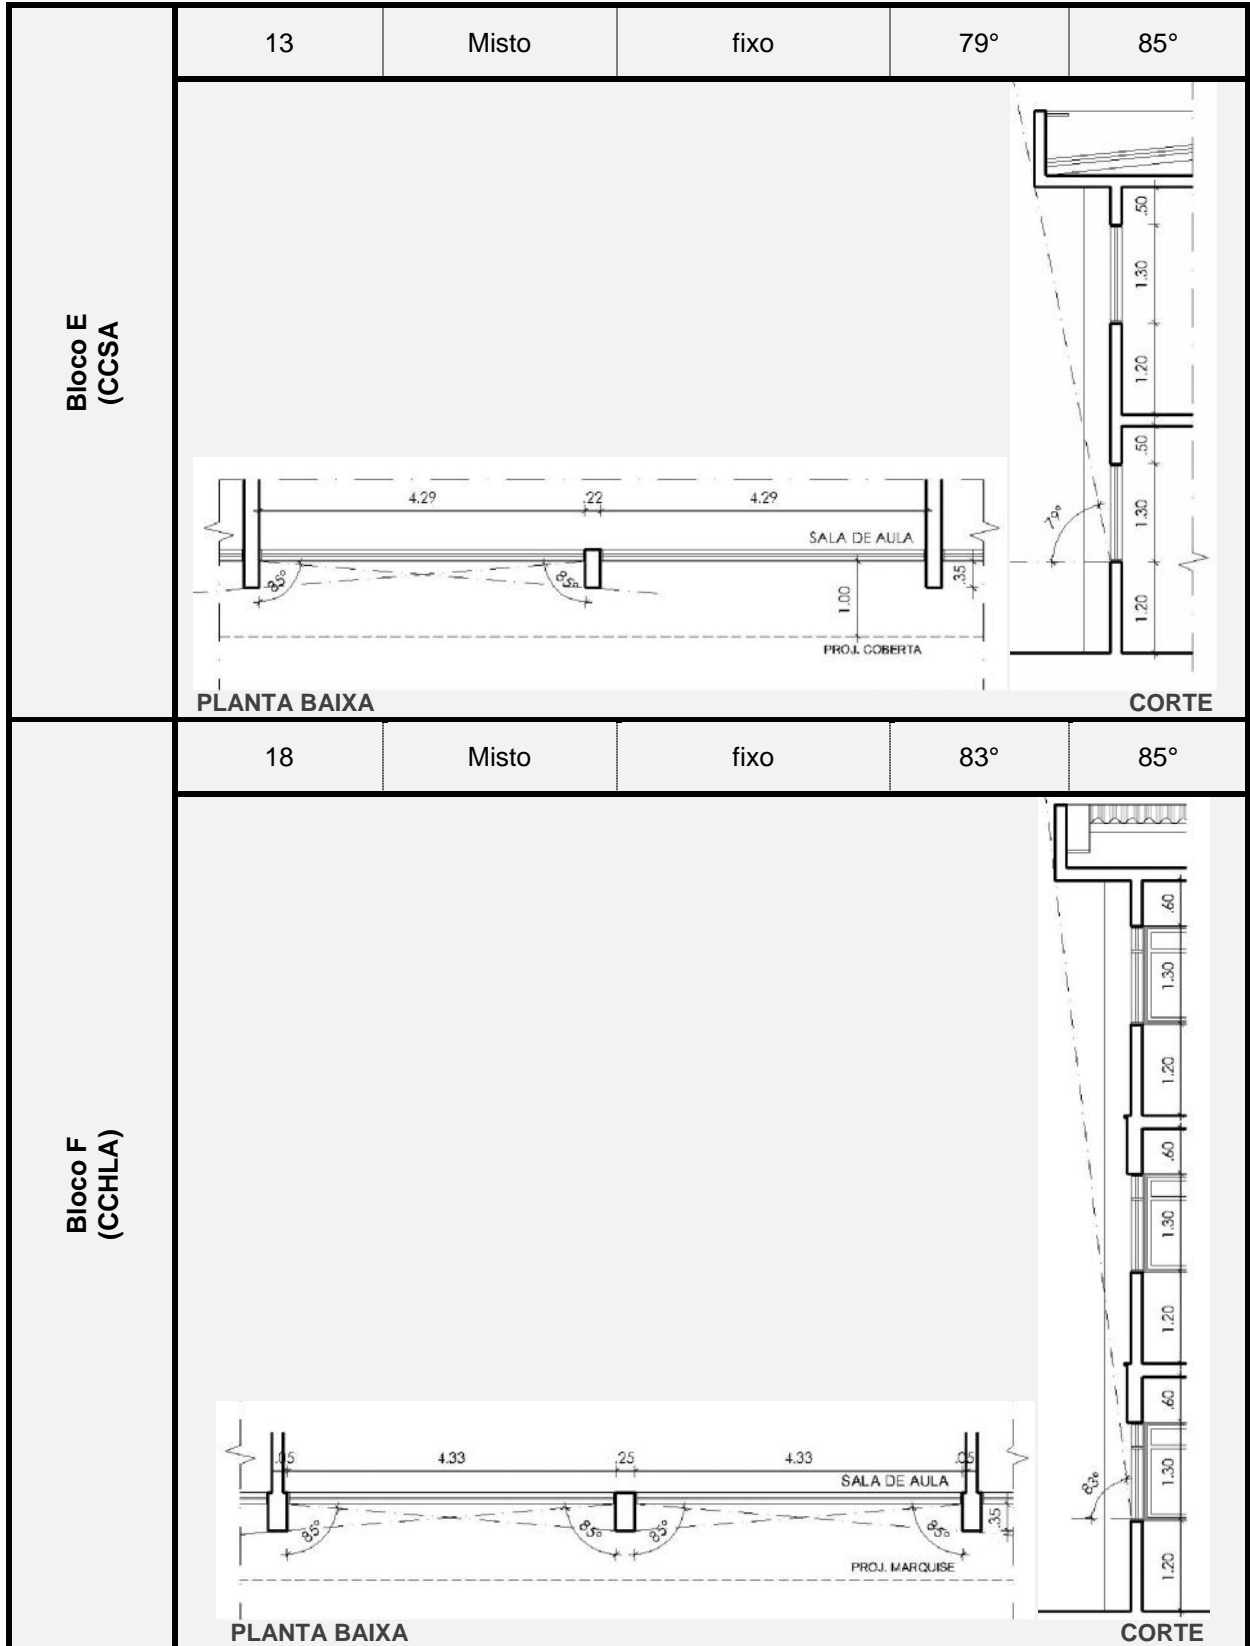 13 Misto fixo 79° 85°
Bloco E
(CCSA
4.29 .22 4.29
SALA DE AULA
85° 85°
.35
1.00
PROJ. COBERTA
PLANTA BAIXA
.50
1.30
1.20
.50
1.30
79°
1.20
CORTE
18 Misto fixo 83° 85°
Bloco F
(CCHLA)
.05 4.33 .25 4.33 .05
SALA DE AULA
85° 85° 85° 85°
.35
PROJ. MARQUISE
PLANTA BAIXA
.60
1.30
1.20
.60
1.30
1.20
.60
1.30
83°
1.20
CORTE